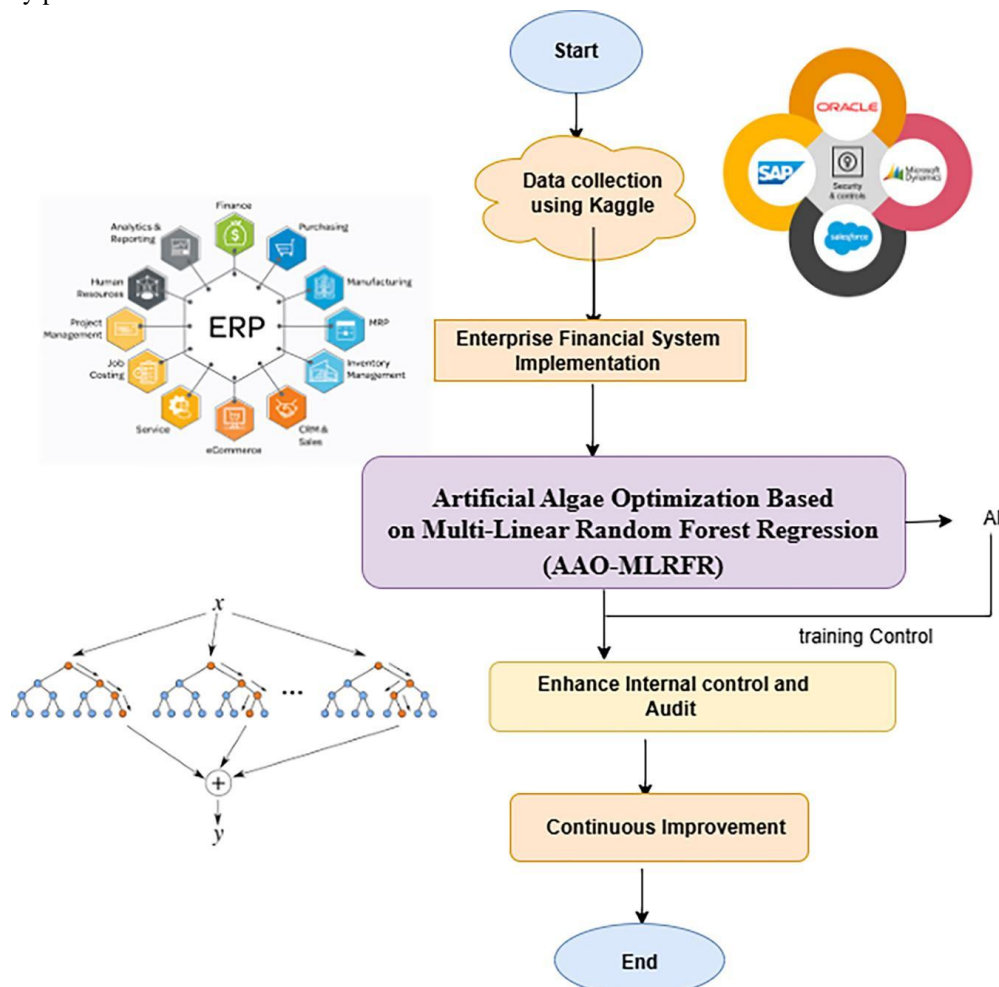 Start
Data collection
using Kaggle
ORACLE
SAP
Microsoft
Dynamics
Security
& controls
salesforce
Finance
Analytics &
Reporting
Purchasing
Human
Resources
Manufacturing
Project
Management
ERP
MRP
Job
Costing
Inventory
Management
Service
eCommerce
CRM &
Sales
Enterprise Financial System
Implementation
Artificial Algae Optimization Based
on Multi-Linear Random Forest Regression
(AAO-MLRFR)
training Control
x
...
+
y
Enhance Internal control and
Audit
Continuous Improvement
End